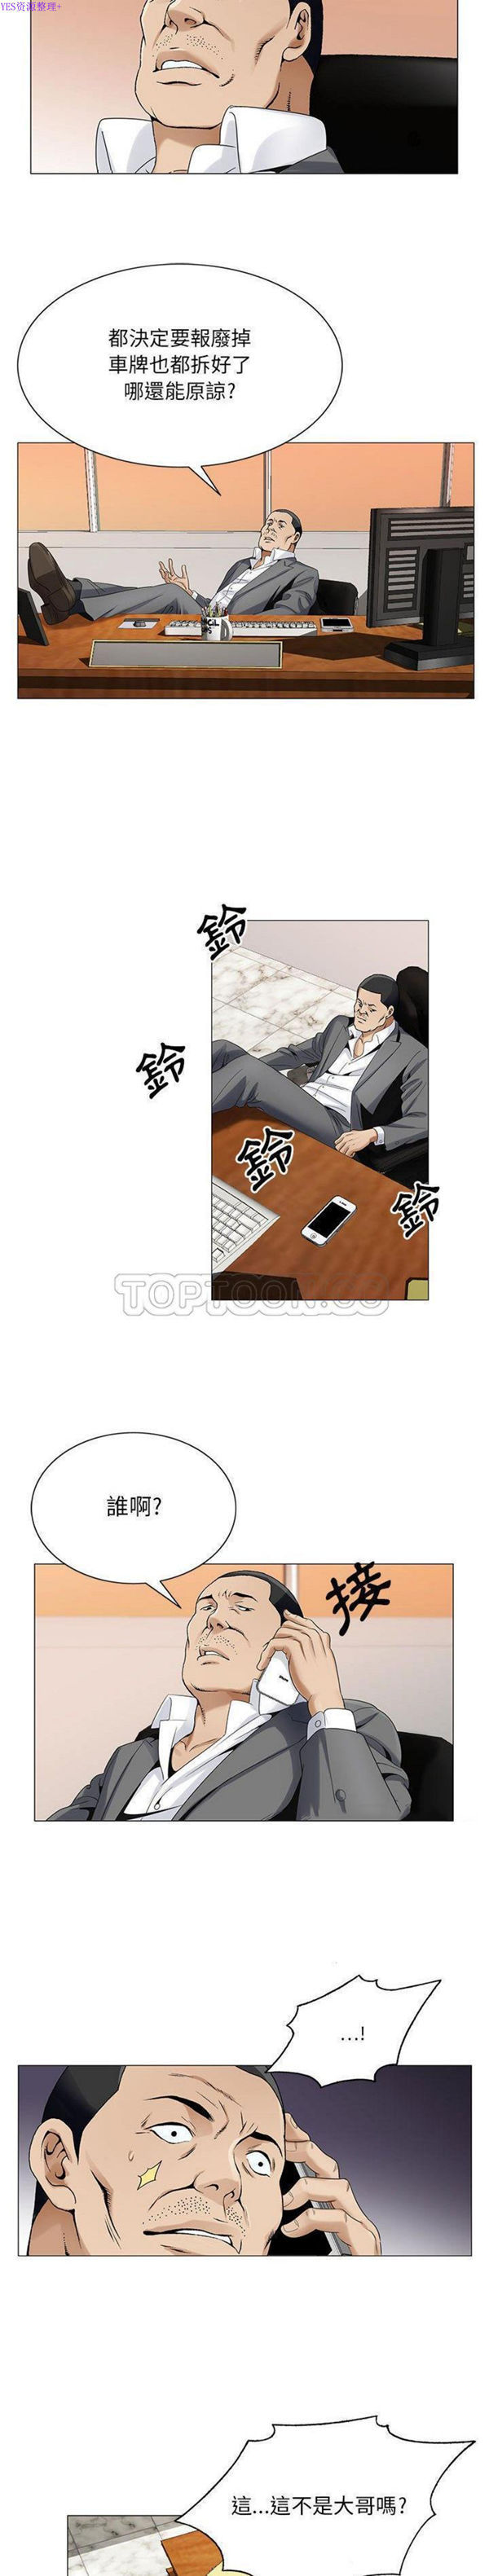 YES资源整理+
都決定要報廢掉
車牌也都拆好了
哪還能原諒?
CL
鈴
鈴
鈴
鈴
TOPTOON.CO
誰啊?
接
...!
這...這不是大哥嗎?